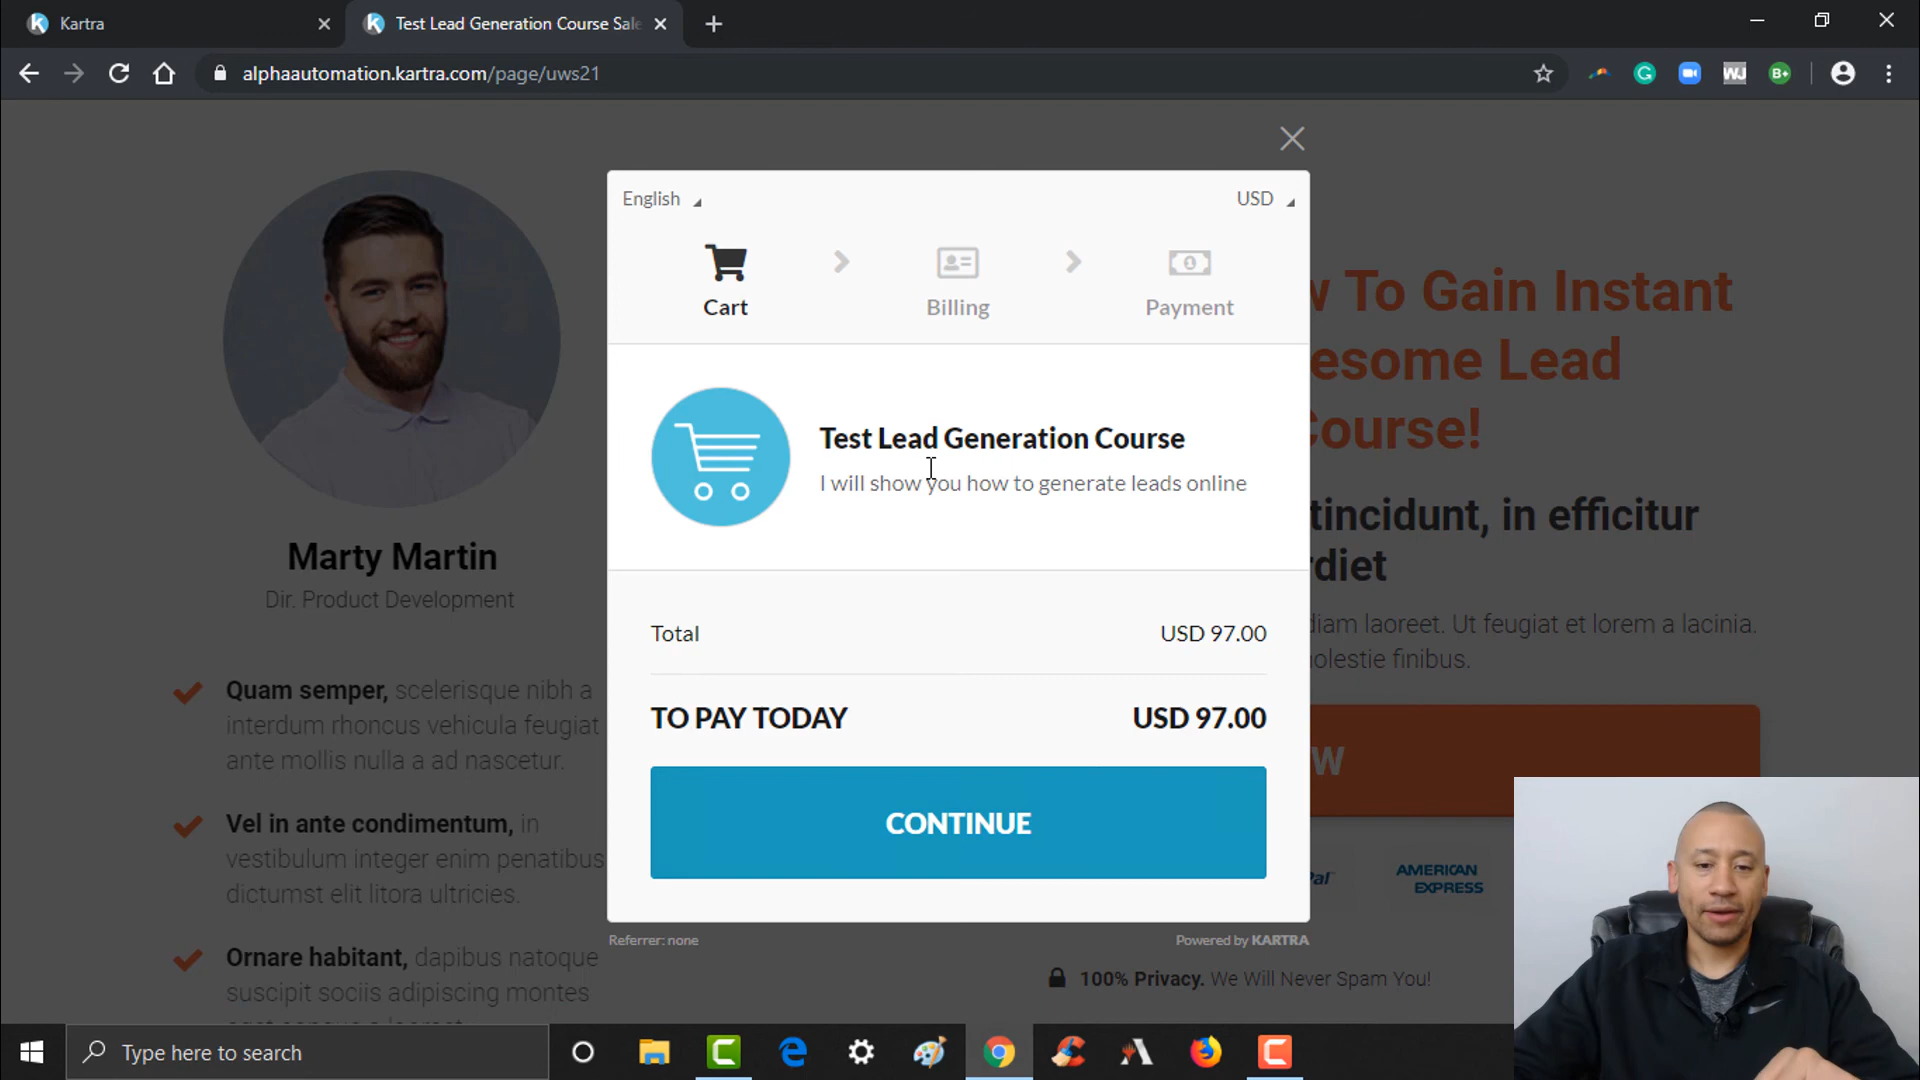 Kartra
Test Lead Generation Course Sale
alphaautomation.kartra.com/page/uws21
WJ
B+
English
USD
Cart
Billing
Payment
Test Lead Generation Course
I will show you how to generate leads online
Total
USD 97.00
TO PAY TODAY
USD 97.00
CONTINUE
Referrer: none
Powered by KARTRA
Marty Martin
Dir. Product Development
Quam semper, scelerisque nibh a
interdum rhoncus vehicula feugiat
ante mollis nulla a ad nascetur.
Vel in ante condimentum, in
vestibulum integer enim penatibus
dictumst elit litora ultricies.
Ornare habitant, dapibus natoque
suscipit sociis adipiscing montes
w To Gain Instant
esome Lead
Course!
tincidunt, in efficitur
rdiet
diam laoreet. Ut feugiat et lorem a lacinia.
olestie finibus.
W
Pal
AMERICAN
EXPRESS
100% Privacy. We Will Never Spam You!
Type here to search